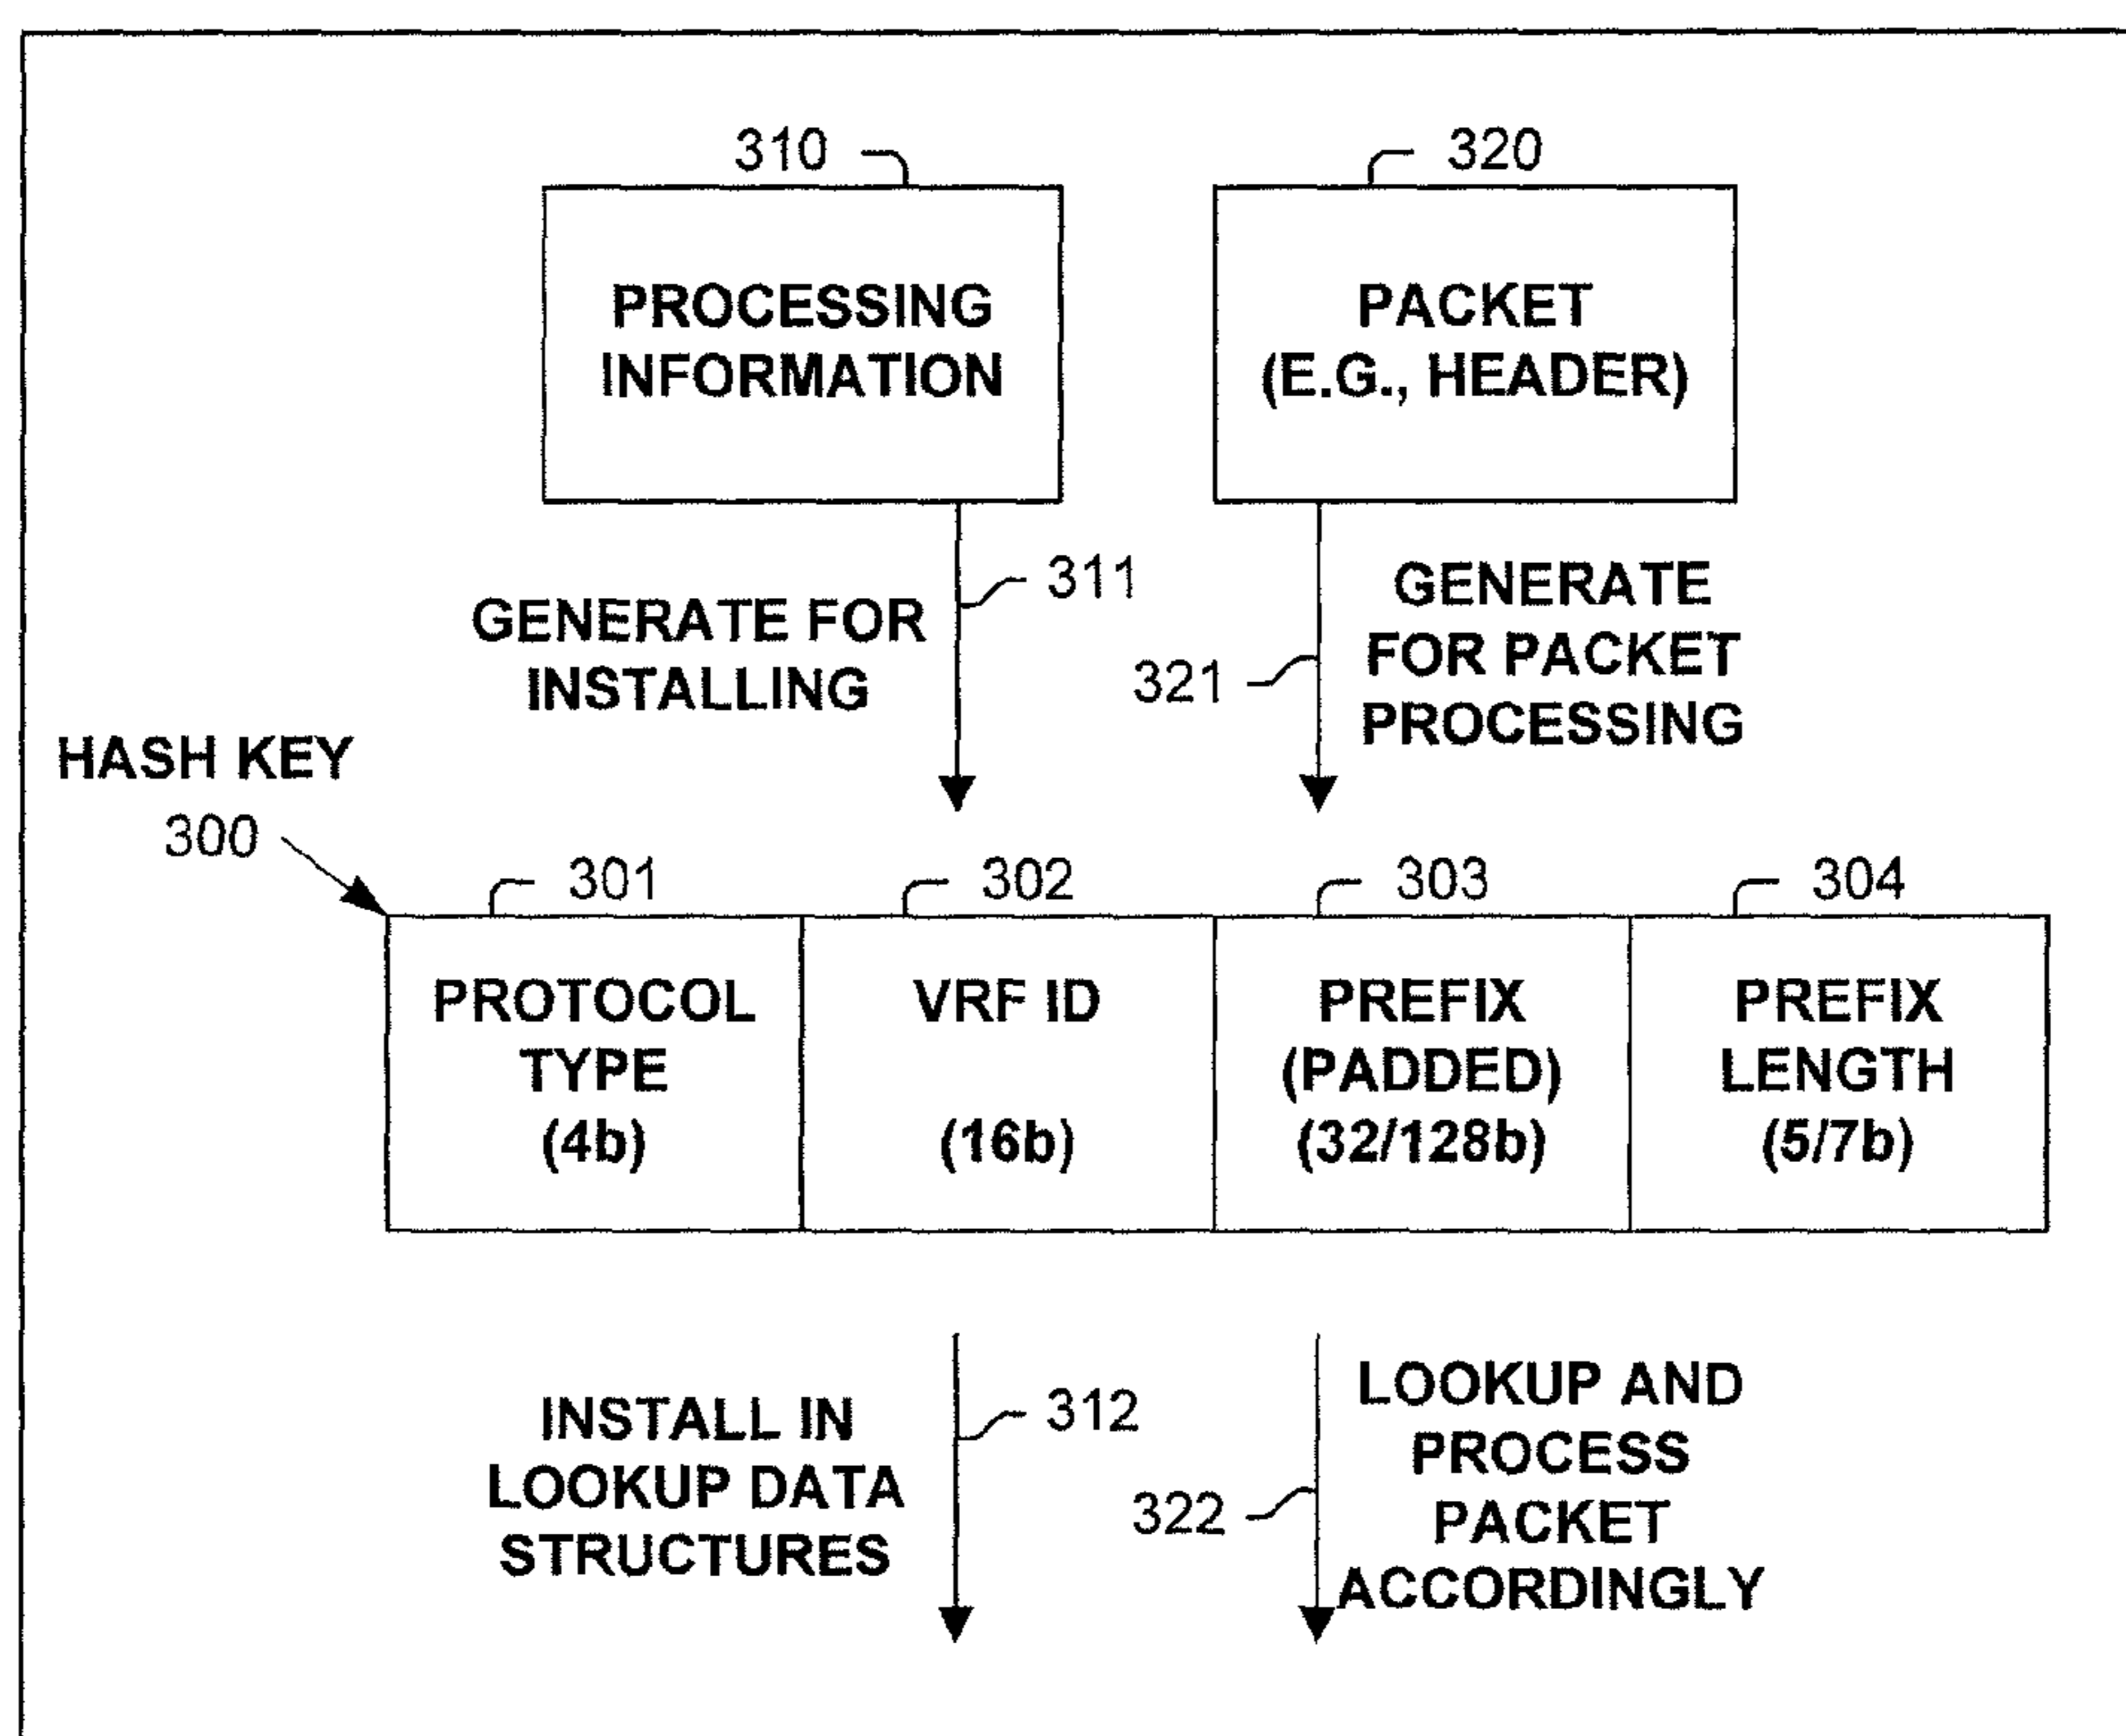 310
320
PROCESSING
INFORMATION
PACKET
(E.G., HEADER)
311
GENERATE FOR
INSTALLING
321
GENERATE
FOR PACKET
PROCESSING
HASH KEY
300
301
302
303
304
PROTOCOL
TYPE
(4b)
VRF ID
(16b)
PREFIX
(PADDED)
(32/128b)
PREFIX
LENGTH
(5/7b)
312
INSTALL IN
LOOKUP DATA
STRUCTURES
322
LOOKUP AND
PROCESS
PACKET
ACCORDINGLY